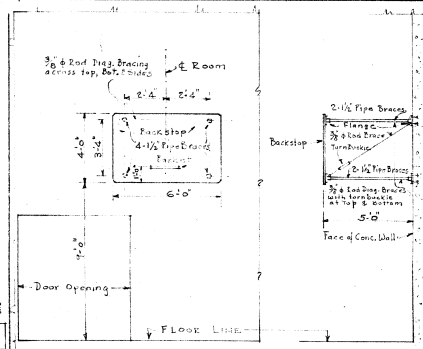 3/8" ϕ Rod Diag. Bracing
across top, Bot. & sides
℄ Room
2'-4" 2'-4"
Backstop
4-1½" Pipe Braces
4'-0"
3'-4"
6'-0"
Door Opening
FLOOR LINE
2-1½" Pipe Braces
Flange
3/8" ϕ Rod Brace
Turnbuckle
Backstop
2-1½" Pipe Braces
3/8" ϕ Rod Diag. Braces
with turnbuckle
at Top & Bottom
5'-0"
Face of Conc. Wall